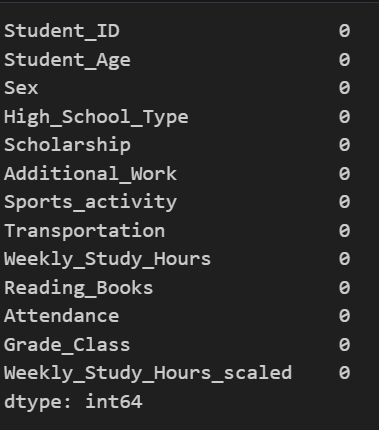 Student_ID 0
Student_Age 0
Sex 0
High_School_Type 0
Scholarship 0
Additional_Work 0
Sports_activity 0
Transportation 0
Weekly_Study_Hours 0
Reading_Books 0
Attendance 0
Grade_Class 0
Weekly_Study_Hours_scaled 0
dtype: int64